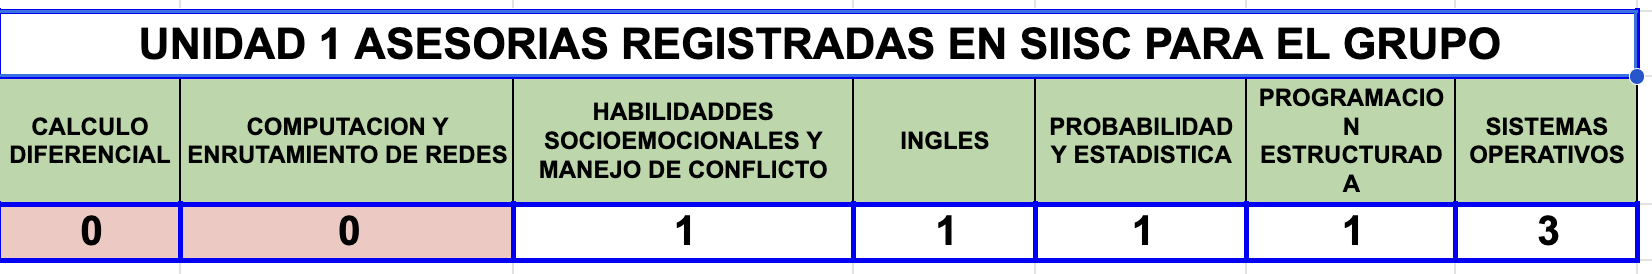 UNIDAD 1 ASESORIAS REGISTRADAS EN SIISC PARA EL GRUPO
CALCULO
DIFERENCIAL
COMPUTACION Y
ENRUTAMIENTO DE REDES
HABILIDADDES
SOCIOEMOCIONALES Y
MANEJO DE CONFLICTO
INGLES
PROBABILIDAD
Y ESTADISTICA
PROGRAMACIO
N
ESTRUCTURAD
A
SISTEMAS
OPERATIVOS
0
0
1
1
1
1
3